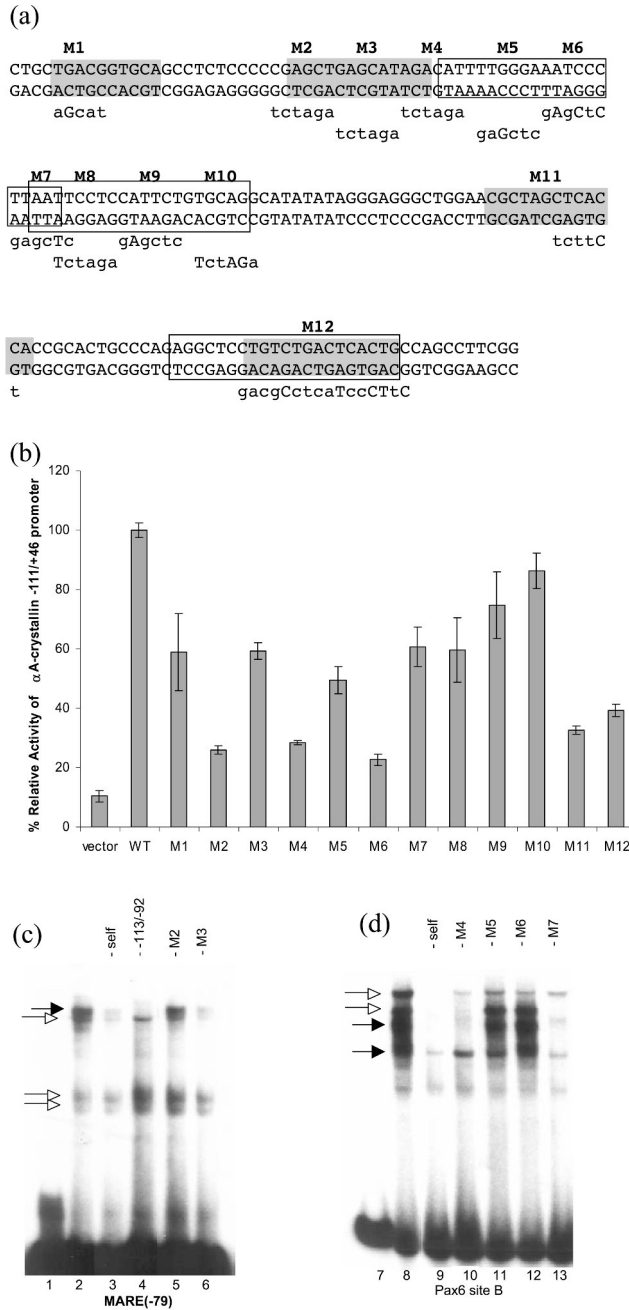 (a)
M1 M2 M3 M4 M5 M6
CTGCTGACGGTGCAGCCTCTCCCCCGAGCTGAGCATAGACATTTTGGGAAATCCC
GACGACTGCCACGTCGGAGAGGGGGCTCGACTCGTATCTGTAAAACCCTTTAGGG
aGcat tctaga tctaga gAgCtC
tctaga gaGctc
M7 M8 M9 M10 M11
TTAATTCCTCCATTCTGTGCAGGCATATATAGGGAGGGCTGGAACGCTAGCTCAC
AATTAAGGAGGTAAGACACGTCCGTATATATCCCTCCCGACCTTGCGATCGAGTG
gagcTc gAgctc tcttC
Tctaga TctAGa
M12
CACCGCACTGCCCAGAGGCTCCTGTCTGACTCACTGCCAGCCTTCGG
GTGGCGTGACGGGTCTCCGAGGACAGACTGAGTGACGGTCGGAAGCC
t gacgCctcaTccCTtC
(b)
% Relative Activity of αA-crystallin -111/+46 promoter
120
100
80
60
40
20
0
vector WT M1 M2 M3 M4 M5 M6 M7 M8 M9 M10 M11 M12
(c)
- self
- -113/-92
- M2
- M3
1 2 3 4 5 6
MARE(-79)
(d)
- self
- M4
- M5
- M6
- M7
7 8 9 10 11 12 13
Pax6 site B